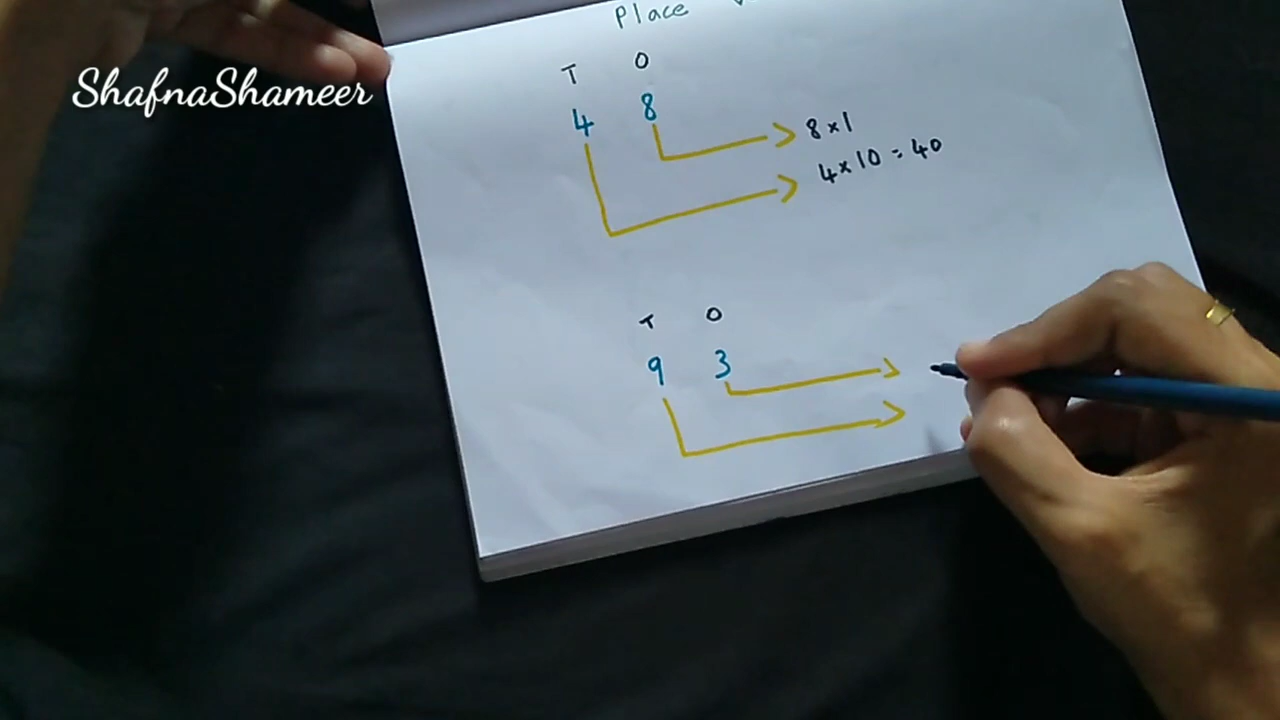 ShafnaShameer
Place
T O
4 8
8 × 1
4 × 10 = 40
T O
9 3